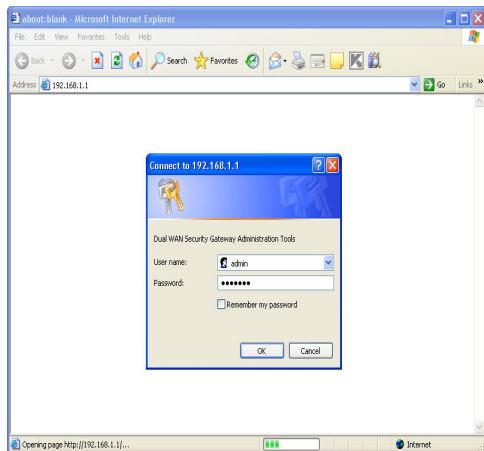 about:blank - Microsoft Internet Explorer
File Edit View Favorites Tools Help
Back Search Favorites
Address 192.168.1.1 Go Links »
Connect to 192.168.1.1
Dual WAN Security Gateway Administration Tools
User name: admin
Password: •••••••
Remember my password
OK Cancel
Opening page http://192.168.1.1/... Internet